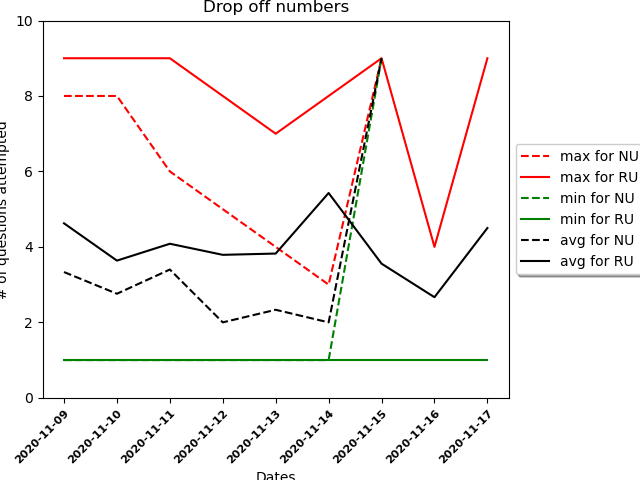 Drop off numbers
# of questions attempted
10
8
6
4
2
0
2020-11-09
2020-11-10
2020-11-11
2020-11-12
2020-11-13
2020-11-14
2020-11-15
2020-11-16
2020-11-17
Dates
max for NU
max for RU
min for NU
min for RU
avg for NU
avg for RU